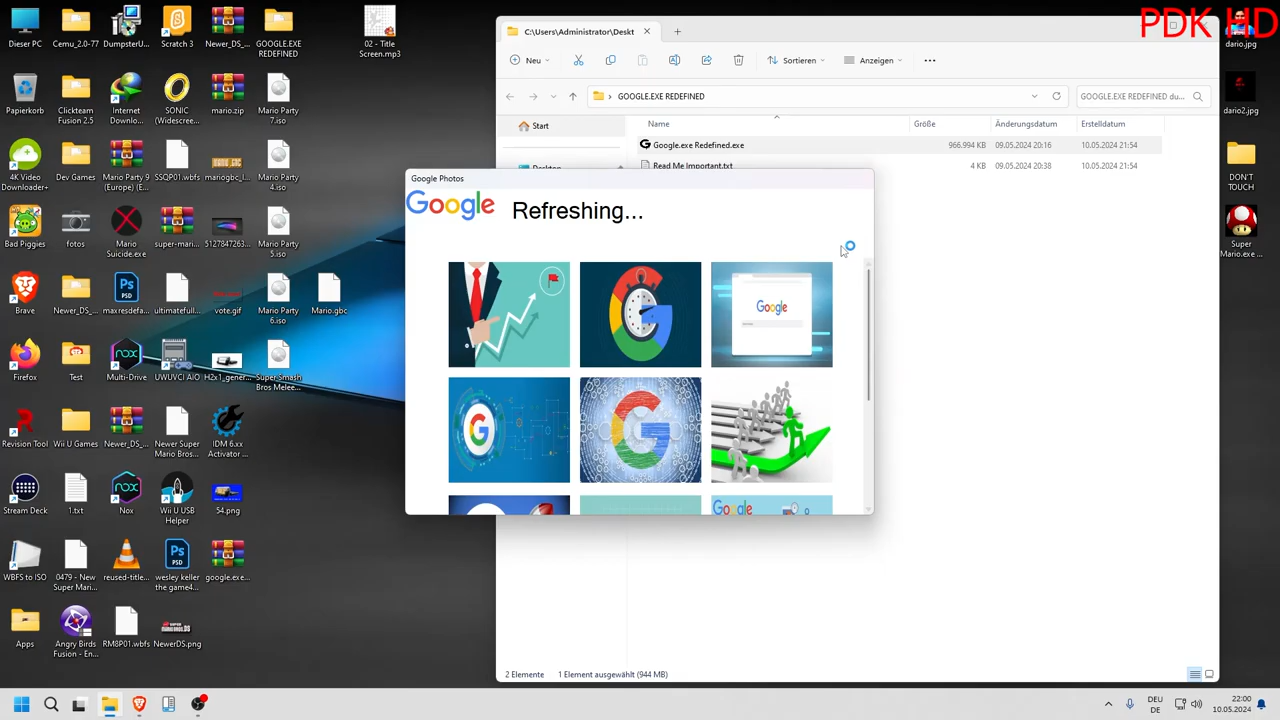 PDK HD
Dieser PC
Cemu_2.0-77
DumpsterU...
Scratch 3
Newer_DS_...
GOOGLE.EXE
REDEFINED
02 - Title
Screen.mp3
Papierkorb
Clickteam
Fusion 2.5
Internet
Downlo...
SONIC
(Widescreen...
mario.zip
Mario Party
7.iso
4K Video
Downloader+
Dev Games
Mario Party 9
(Europe) (E...
SSQP01.wbfs
mariogbc_l...
Mario Party
4.iso
Bad Piggies
fotos
Mario
Suicide.exe
super-mari...
5127847263...
Mario Party
5.iso
Brave
Newer_DS_...
maxresdefa...
ultimatefull...
vote.gif
Mario Party
6.iso
Mario.gbc
Firefox
Test
Multi-Drive
UWUVCI AIO
H2x1_gener...
Super Smash
Bros Melee...
Revision Tool
Wii U Games
Newer_DS_...
Newer Super
Mario Bros...
IDM 6.xx
Activator ...
Stream Deck
1.txt
Nox
Wii U USB
Helper
54.png
WBFS to ISO
0479 - New
Super Mari...
reused-title...
wesley keller
the game4...
google.exe...
Apps
Angry Birds
Fusion - En...
RM8P01.wbfs
NewerDS.png
C:\Users\Administrator\Deskt
Neu
Sortieren
Anzeigen
GOOGLE.EXE REDEFINED
GOOGLE.EXE REDEFINED du...
Start
Desktop
Name
Größe
Änderungsdatum
Erstelldatum
Google.exe Redefined.exe
966.994 KB
09.05.2024 20:16
10.05.2024 21:54
Read Me Important.txt
4 KB
09.05.2024 20:38
10.05.2024 21:54
Google Photos
Google
Refreshing...
Google
Google
2 Elemente
1 Element ausgewählt (944 MB)
dario.jpg
dario2.jpg
DON'T
TOUCH
Super
Mario.exe ...
DEU
DE
22:00
10.05.2024